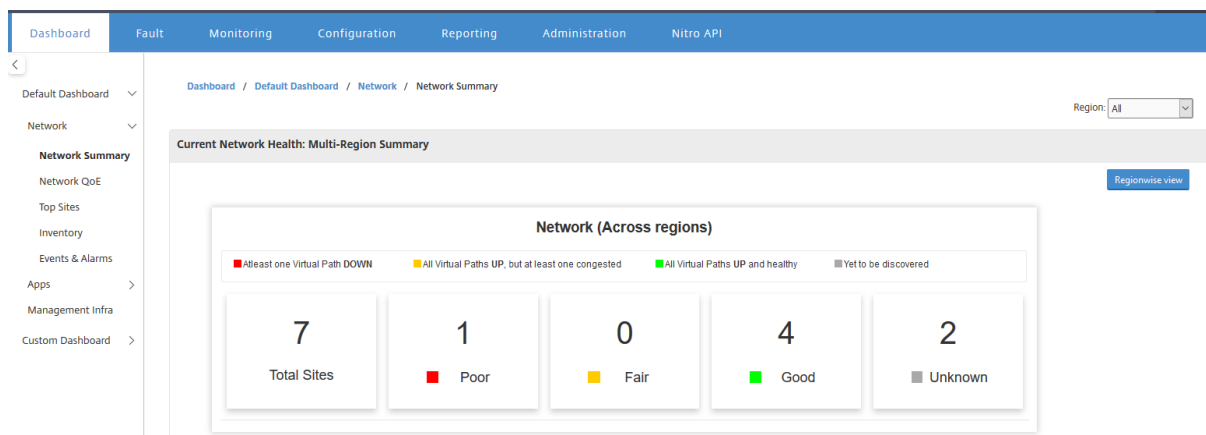 Dashboard Fault Monitoring Configuration Reporting Administration Nitro API
Default Dashboard
Network
Network Summary
Network QoE
Top Sites
Inventory
Events & Alarms
Apps
Management Infra
Custom Dashboard
Dashboard / Default Dashboard / Network / Network Summary
Region: All
Current Network Health: Multi-Region Summary
Regionwise view
Network (Across regions)
Atleast one Virtual Path DOWN All Virtual Paths UP, but at least one congested All Virtual Paths UP and healthy Yet to be discovered
7 1 0 4 2
Total Sites Poor Fair Good Unknown